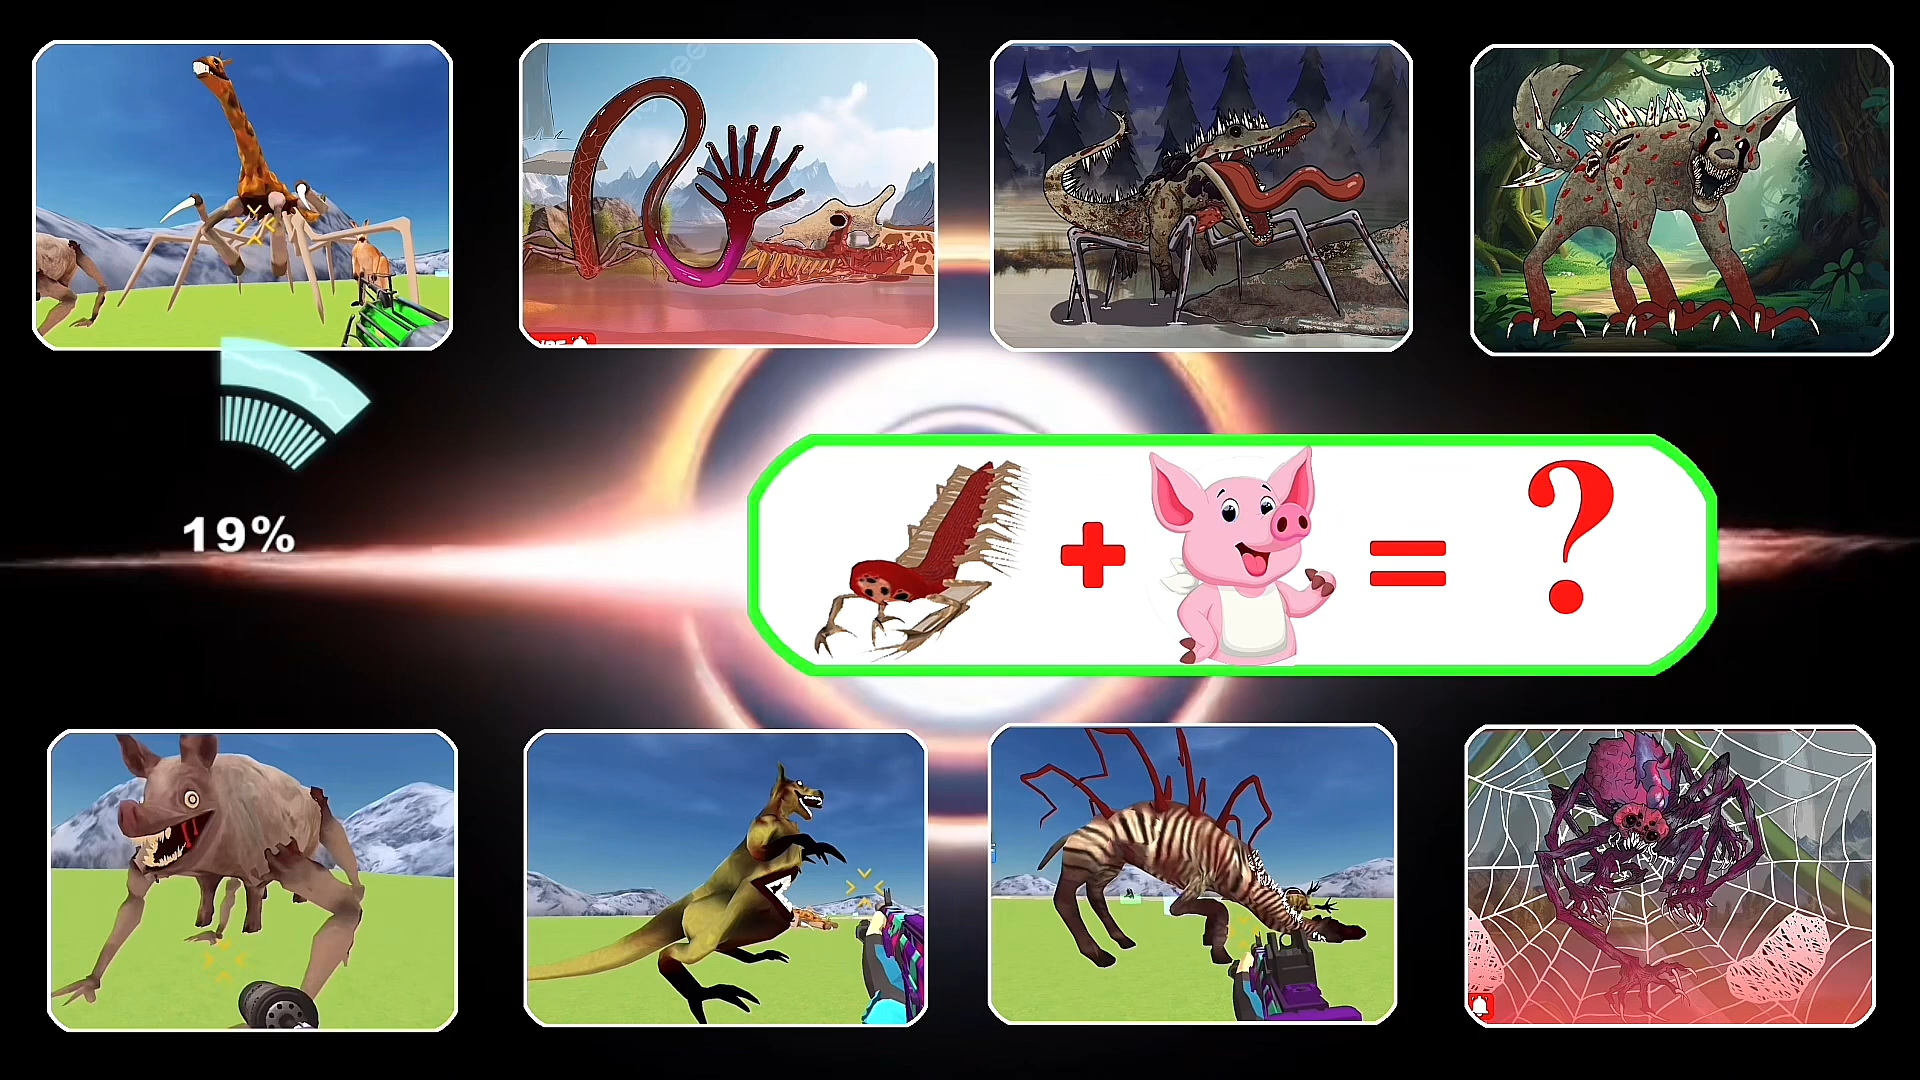 19%
+ = ?